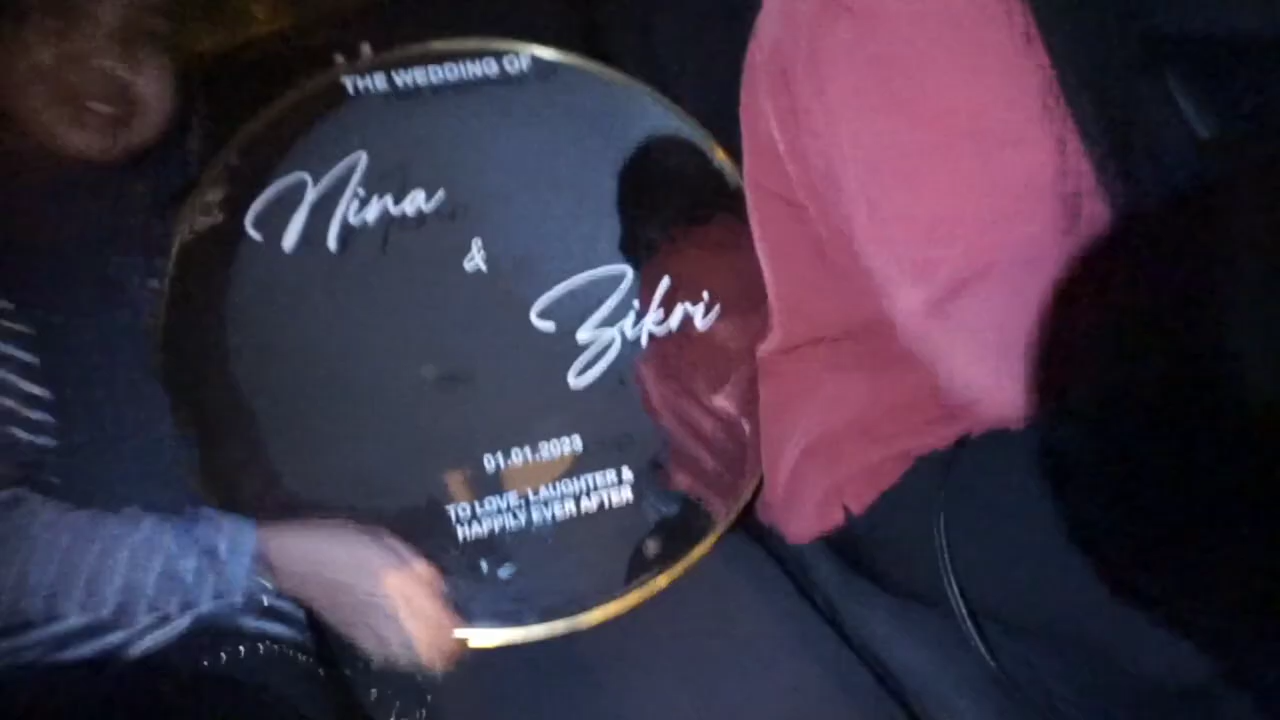 THE WEDDING OF
Nina
&
Zikri
01.01.2023
TO LOVE, LAUGHTER &
HAPPILY EVER AFTER